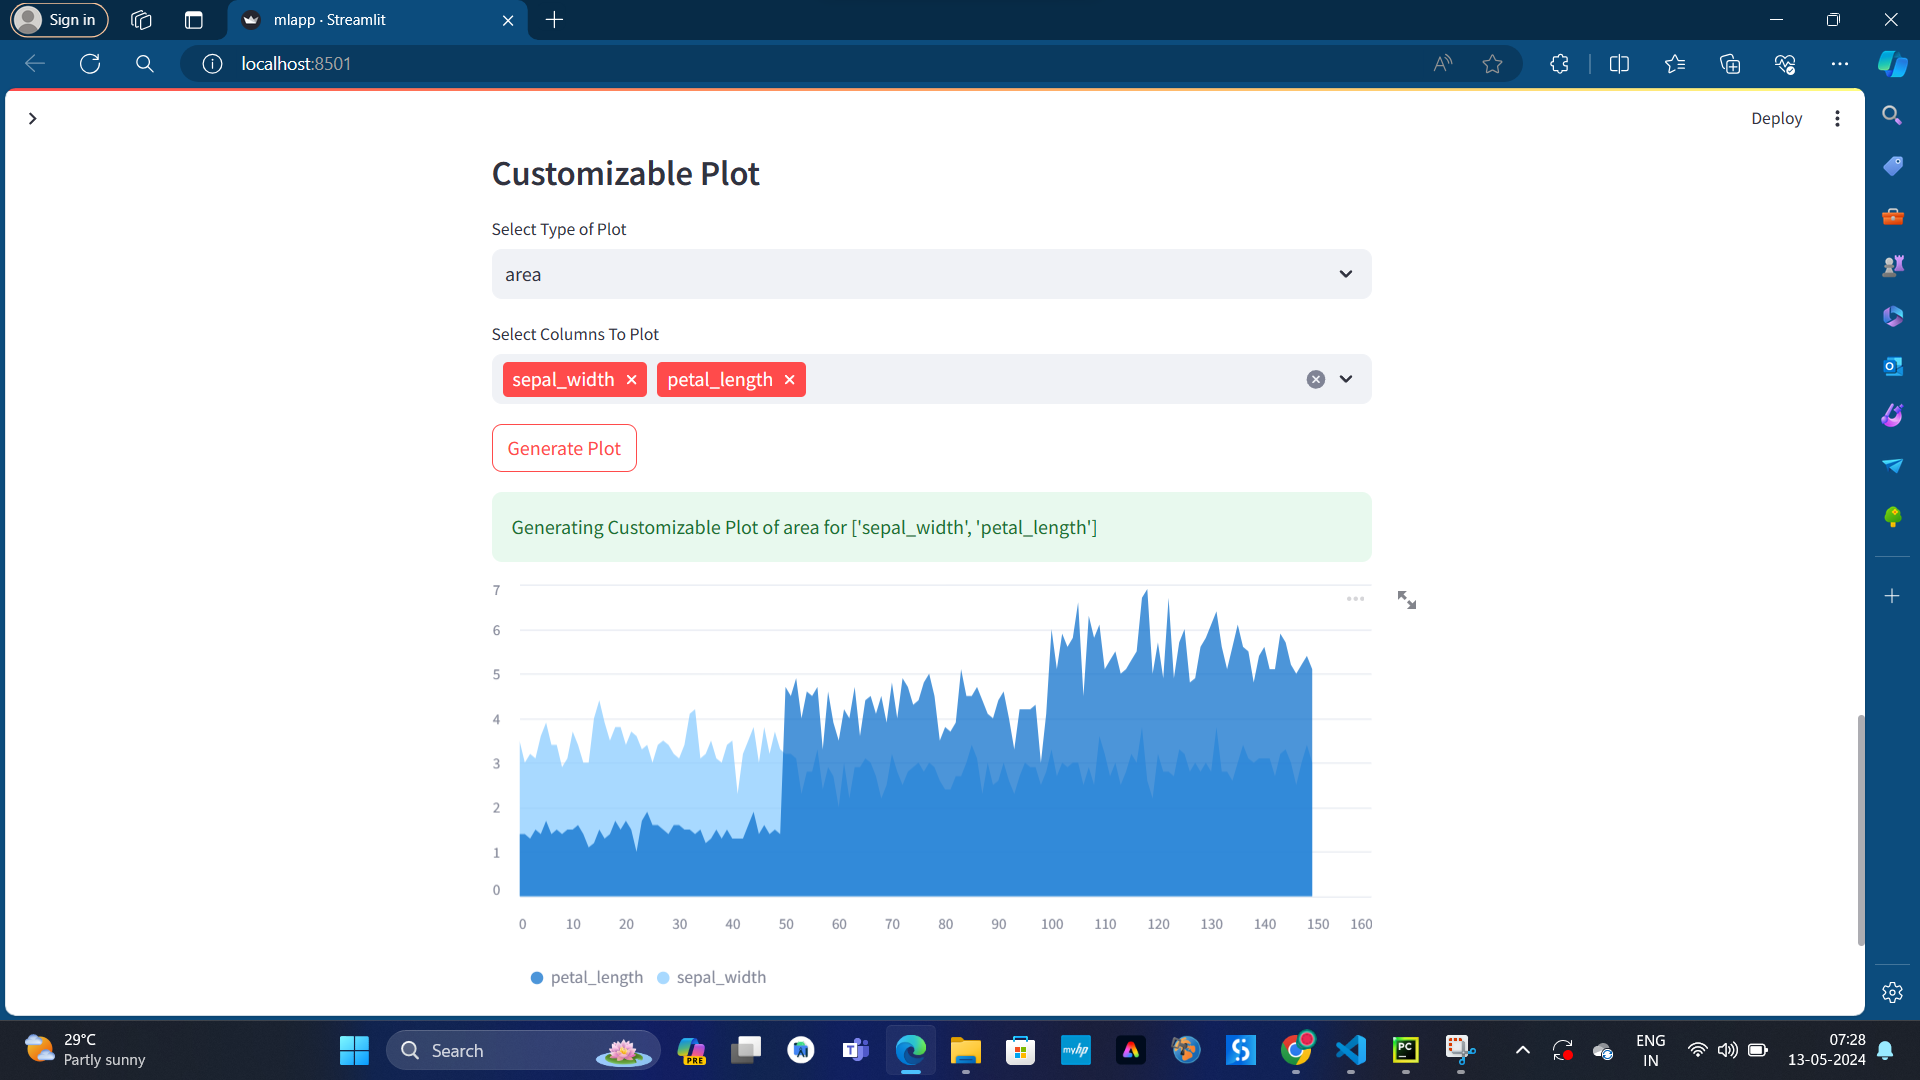 Sign in
mlapp · Streamlit
localhost:8501
Deploy
Customizable Plot
Select Type of Plot
area
Select Columns To Plot
sepal_width petal_length
Generate Plot
Generating Customizable Plot of area for ['sepal_width', 'petal_length']
7
6
5
4
3
2
1
0
0 10 20 30 40 50 60 70 80 90 100 110 120 130 140 150 160
petal_length sepal_width
29°C
Partly sunny
Search
PRE
myhp
PC
ENG
IN
07:28
13-05-2024